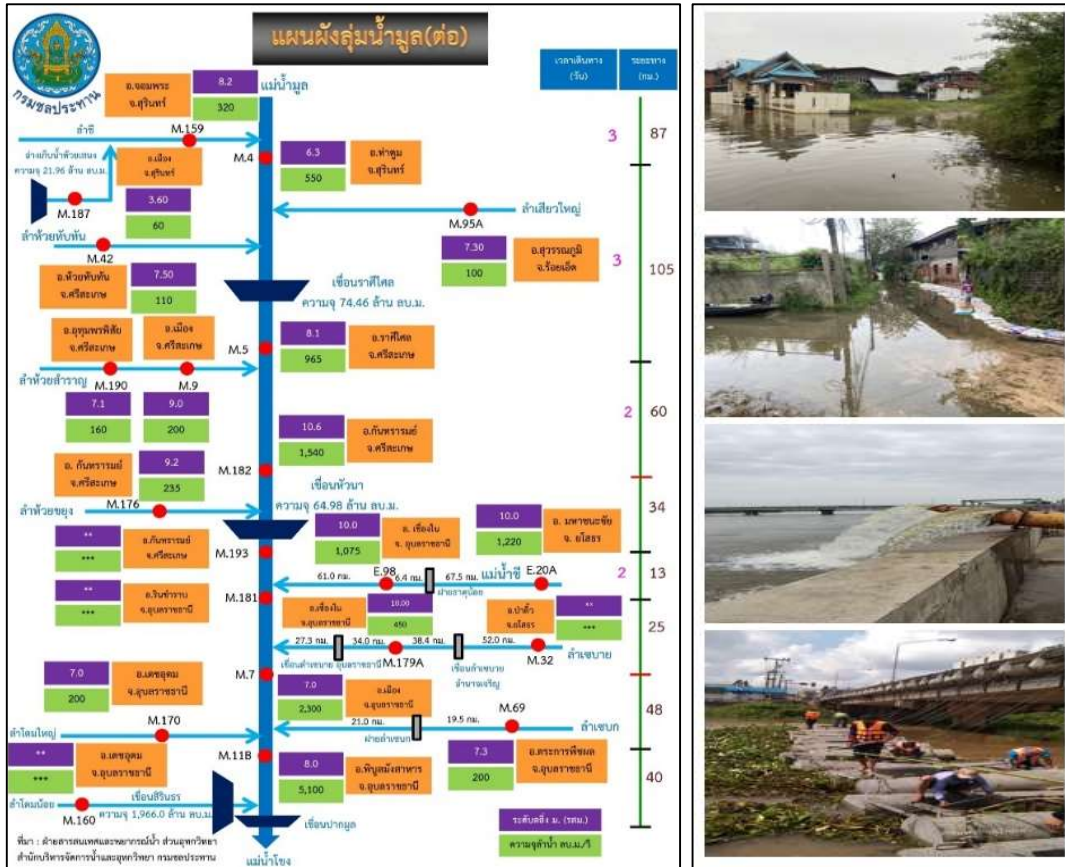 แผนผังลุ่มน้ำมูล(ต่อ)
กรมชลประทาน
เวลาเดินทาง
(วัน)
ระยะทาง
(กม.)
อ.จอมพระ
จ.สุรินทร์
8.2
320
แม่น้ำมูล
ลำชี
M.159
3
87
อ่างเก็บน้ำห้วยเสนง
ความจุ 21.96 ล้าน ลบ.ม.
อ.เมือง
จ.สุรินทร์
M.4
6.3
550
อ.ท่าตูม
จ.สุรินทร์
M.187
3.60
60
ลำเสียวใหญ่
M.95A
ลำห้วยทับทัน
M.42
7.30
100
อ.สุวรรณภูมิ
จ.ร้อยเอ็ด
3
105
อ.ห้วยทับทัน
จ.ศรีสะเกษ
7.50
110
เขื่อนราศีไศล
ความจุ 74.46 ล้าน ลบ.ม.
อ.อุทุมพรพิสัย
จ.ศรีสะเกษ
อ.เมือง
จ.ศรีสะเกษ
M.5
8.1
965
อ.ราศีไศล
จ.ศรีสะเกษ
ลำห้วยสำราญ
M.190
M.9
7.1
160
9.0
200
2
60
10.6
1,540
อ.กันทรารมย์
จ.ศรีสะเกษ
อ. กันทรารมย์
จ.ศรีสะเกษ
9.2
235
M.182
เขื่อนหัวนา
ความจุ 64.98 ล้าน ลบ.ม.
ลำห้วยขยุง
M.176
34
**
***
อ.กันทรารมย์
จ.ศรีสะเกษ
M.193
10.0
1,075
อ. เขื่องใน
จ. อุบลราชธานี
10.0
1,220
อ. มหาชนะชัย
จ. ยโสธร
61.0 กม.
E.98
6.4 กม.
67.5 กม.
แม่น้ำชี
E.20A
ฝายธาตุน้อย
2
13
**
***
อ.วารินชำราบ
จ.อุบลราชธานี
M.181
อ.เขื่องใน
จ.อุบลราชธานี
10.00
450
อ.ป่าติ้ว
จ.ยโสธร
**
***
25
27.3 กม.
34.0 กม.
38.4 กม.
52.0 กม.
ลำเซบาย
เขื่อนลำเซบาย อุบลราชธานี
M.179A
เขื่อนลำเซบาย
อำนาจเจริญ
M.32
7.0
200
อ.เดชอุดม
จ.อุบลราชธานี
M.7
7.0
2,300
อ.เมือง
จ.อุบลราชธานี
48
21.0 กม.
19.5 กม.
M.69
ลำเซบก
ฝายลำเซบก
ลำโดมใหญ่
M.170
**
***
อ.เดชอุดม
จ.อุบลราชธานี
M.11B
8.0
5,100
อ.พิบูลมังสาหาร
จ.อุบลราชธานี
7.3
200
อ.ตระการพืชผล
จ.อุบลราชธานี
40
ลำโดมน้อย
M.160
เขื่อนสิรินธร
ความจุ 1,966.0 ล้าน ลบ.ม.
เขื่อนปากมูล
แม่น้ำโขง
ระดับตลิ่ง ม. (รสม.)
ความจุลำน้ำ ลบ.ม./วิ
ที่มา : ฝ่ายสารสนเทศและพยากรณ์น้ำ ส่วนอุทกวิทยา
สำนักบริหารจัดการน้ำและอุทกวิทยา กรมชลประทาน